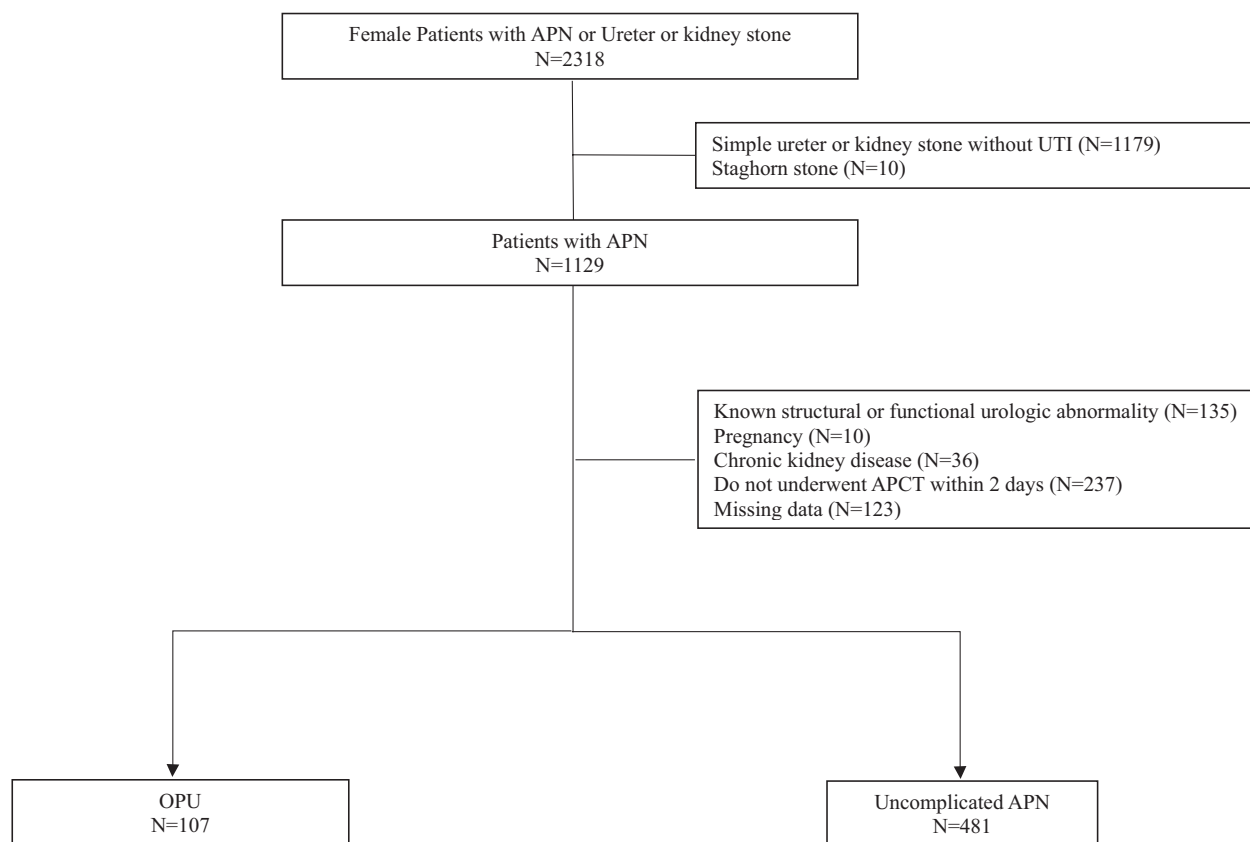 Female Patients with APN or Ureter or kidney stone
N=2318
Simple ureter or kidney stone without UTI (N=1179)
Staghorn stone (N=10)
Patients with APN
N=1129
Known structural or functional urologic abnormality (N=135)
Pregnancy (N=10)
Chronic kidney disease (N=36)
Do not underwent APCT within 2 days (N=237)
Missing data (N=123)
OPU
N=107
Uncomplicated APN
N=481